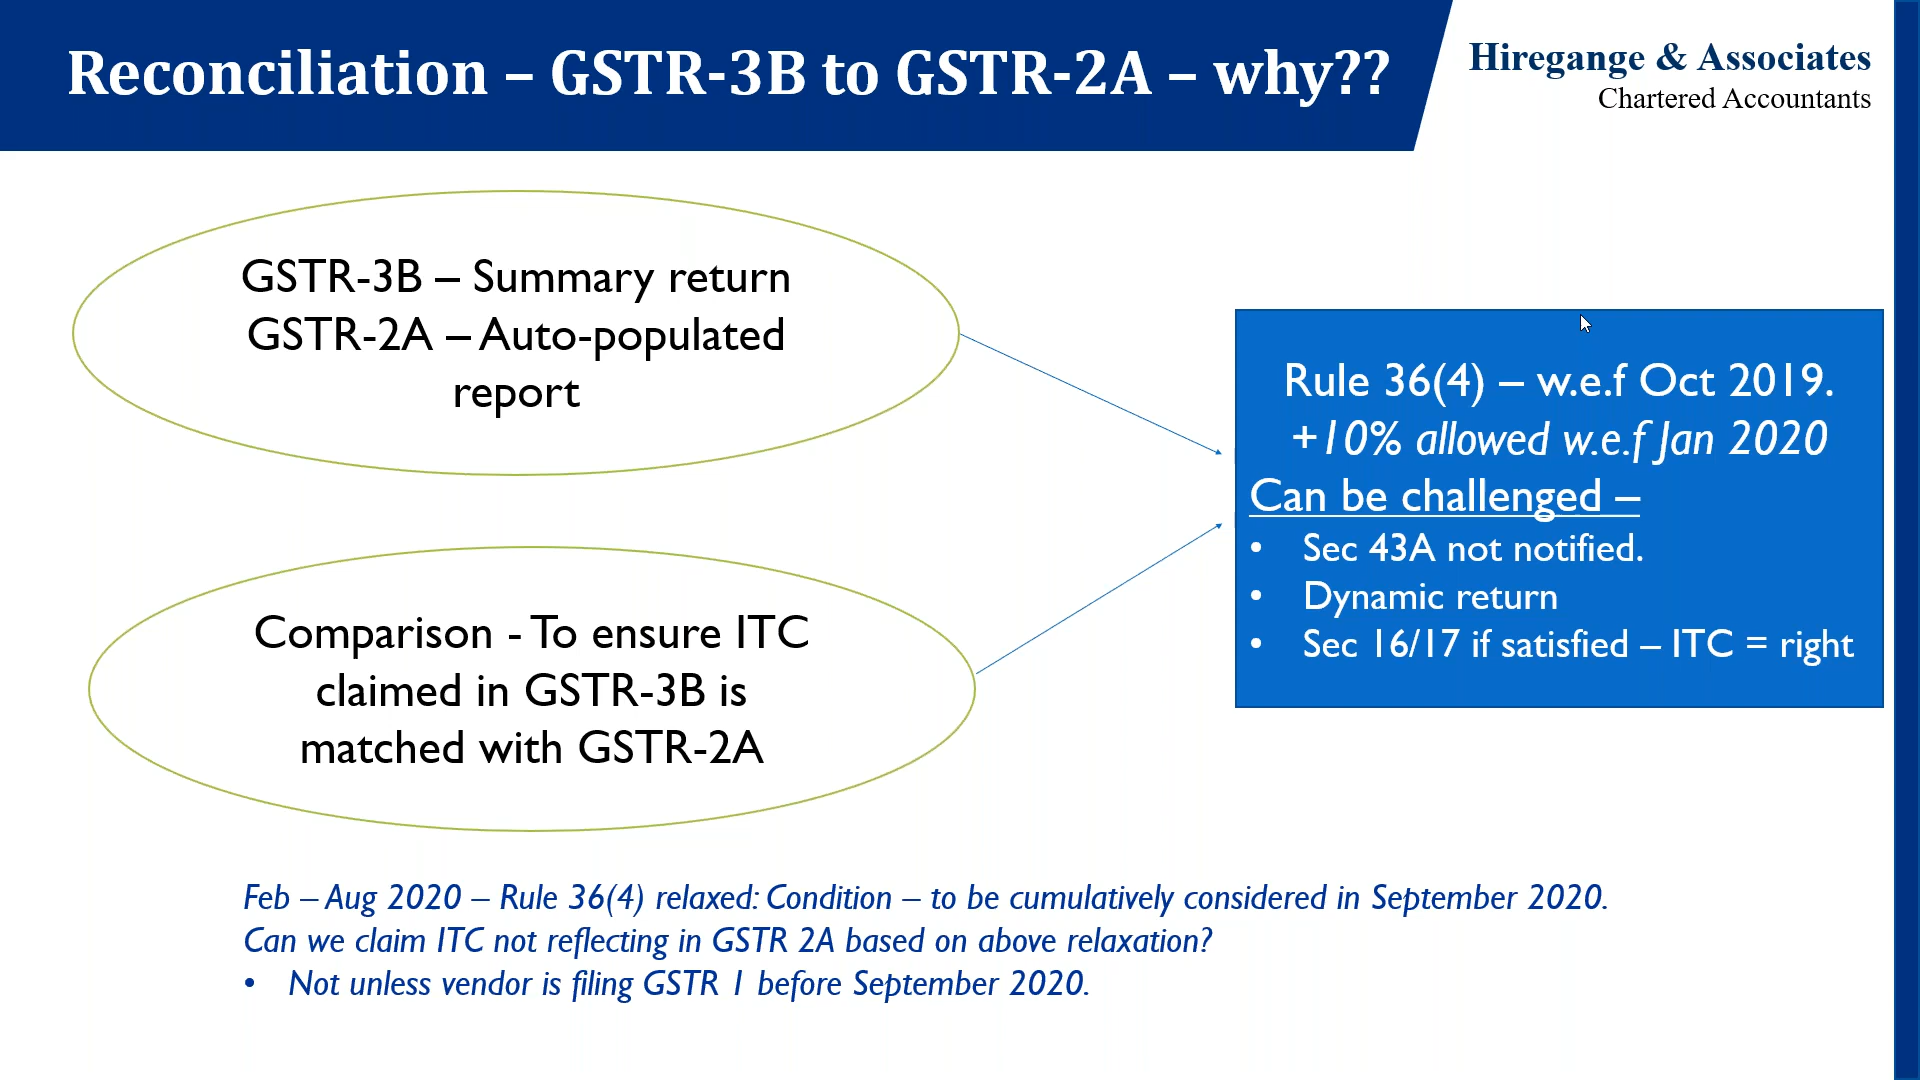 Reconciliation – GSTR-3B to GSTR-2A – why??
Hiregange & Associates
Chartered Accountants
GSTR-3B – Summary return
GSTR-2A – Auto-populated
report
Comparison - To ensure ITC
claimed in GSTR-3B is
matched with GSTR-2A
Rule 36(4) – w.e.f Oct 2019.
+10% allowed w.e.f Jan 2020
Can be challenged –
• Sec 43A not notified.
• Dynamic return
• Sec 16/17 if satisfied – ITC = right
Feb – Aug 2020 – Rule 36(4) relaxed: Condition – to be cumulatively considered in September 2020.
Can we claim ITC not reflecting in GSTR 2A based on above relaxation?
• Not unless vendor is filing GSTR 1 before September 2020.